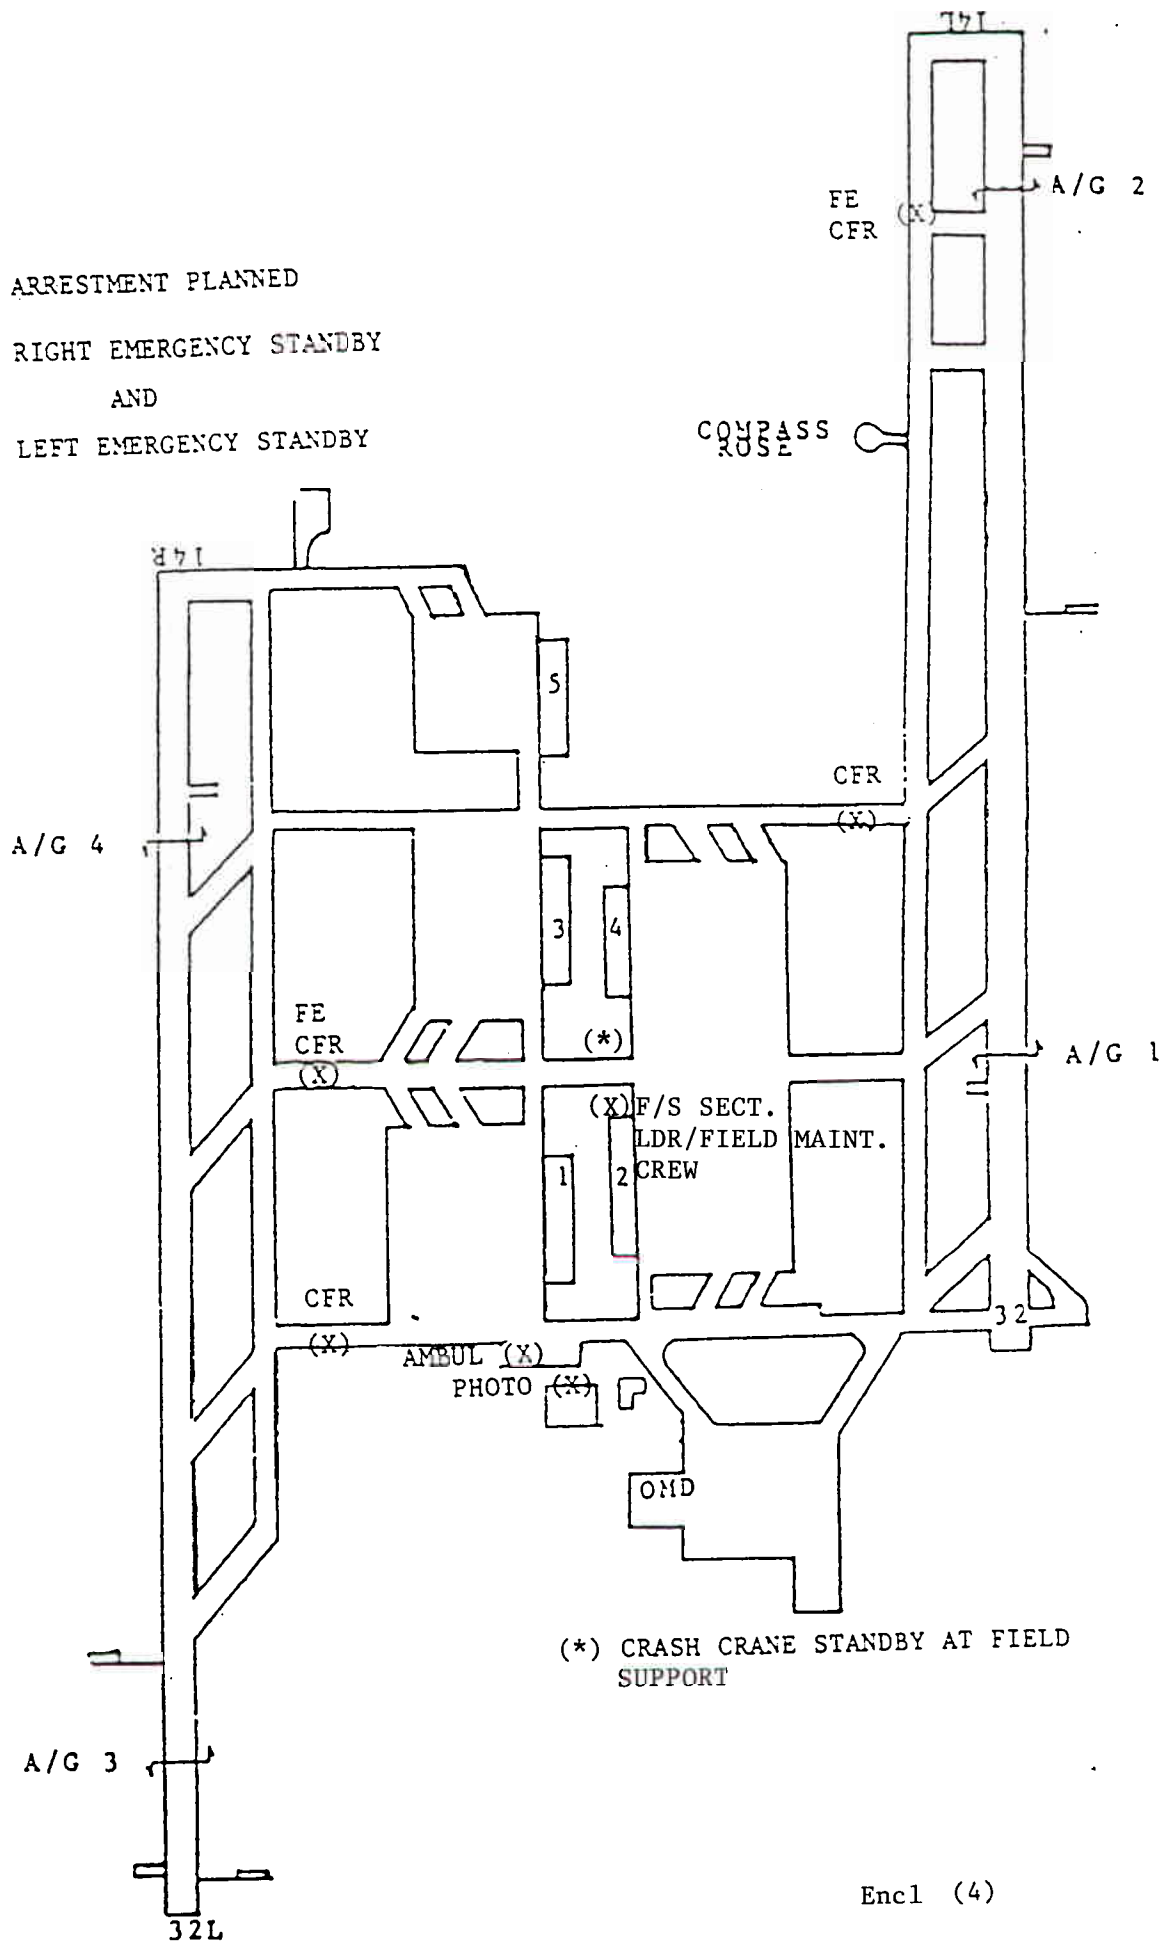 14L
A/G 2
FE
CFR (X)
ARRESTMENT PLANNED
RIGHT EMERGENCY STANDBY
AND
LEFT EMERGENCY STANDBY
COMPASS
ROSE
14R
5
CFR
(X)
A/G 4
3
4
FE
CFR
(X)
(*)
A/G 1
(X) F/S SECT.
LDR/FIELD MAINT.
CREW
1
2
CFR
(X)
32
AMBUL (X)
PHOTO (X)
OMD
(*) CRASH CRANE STANDBY AT FIELD
SUPPORT
A/G 3
Encl (4)
32L